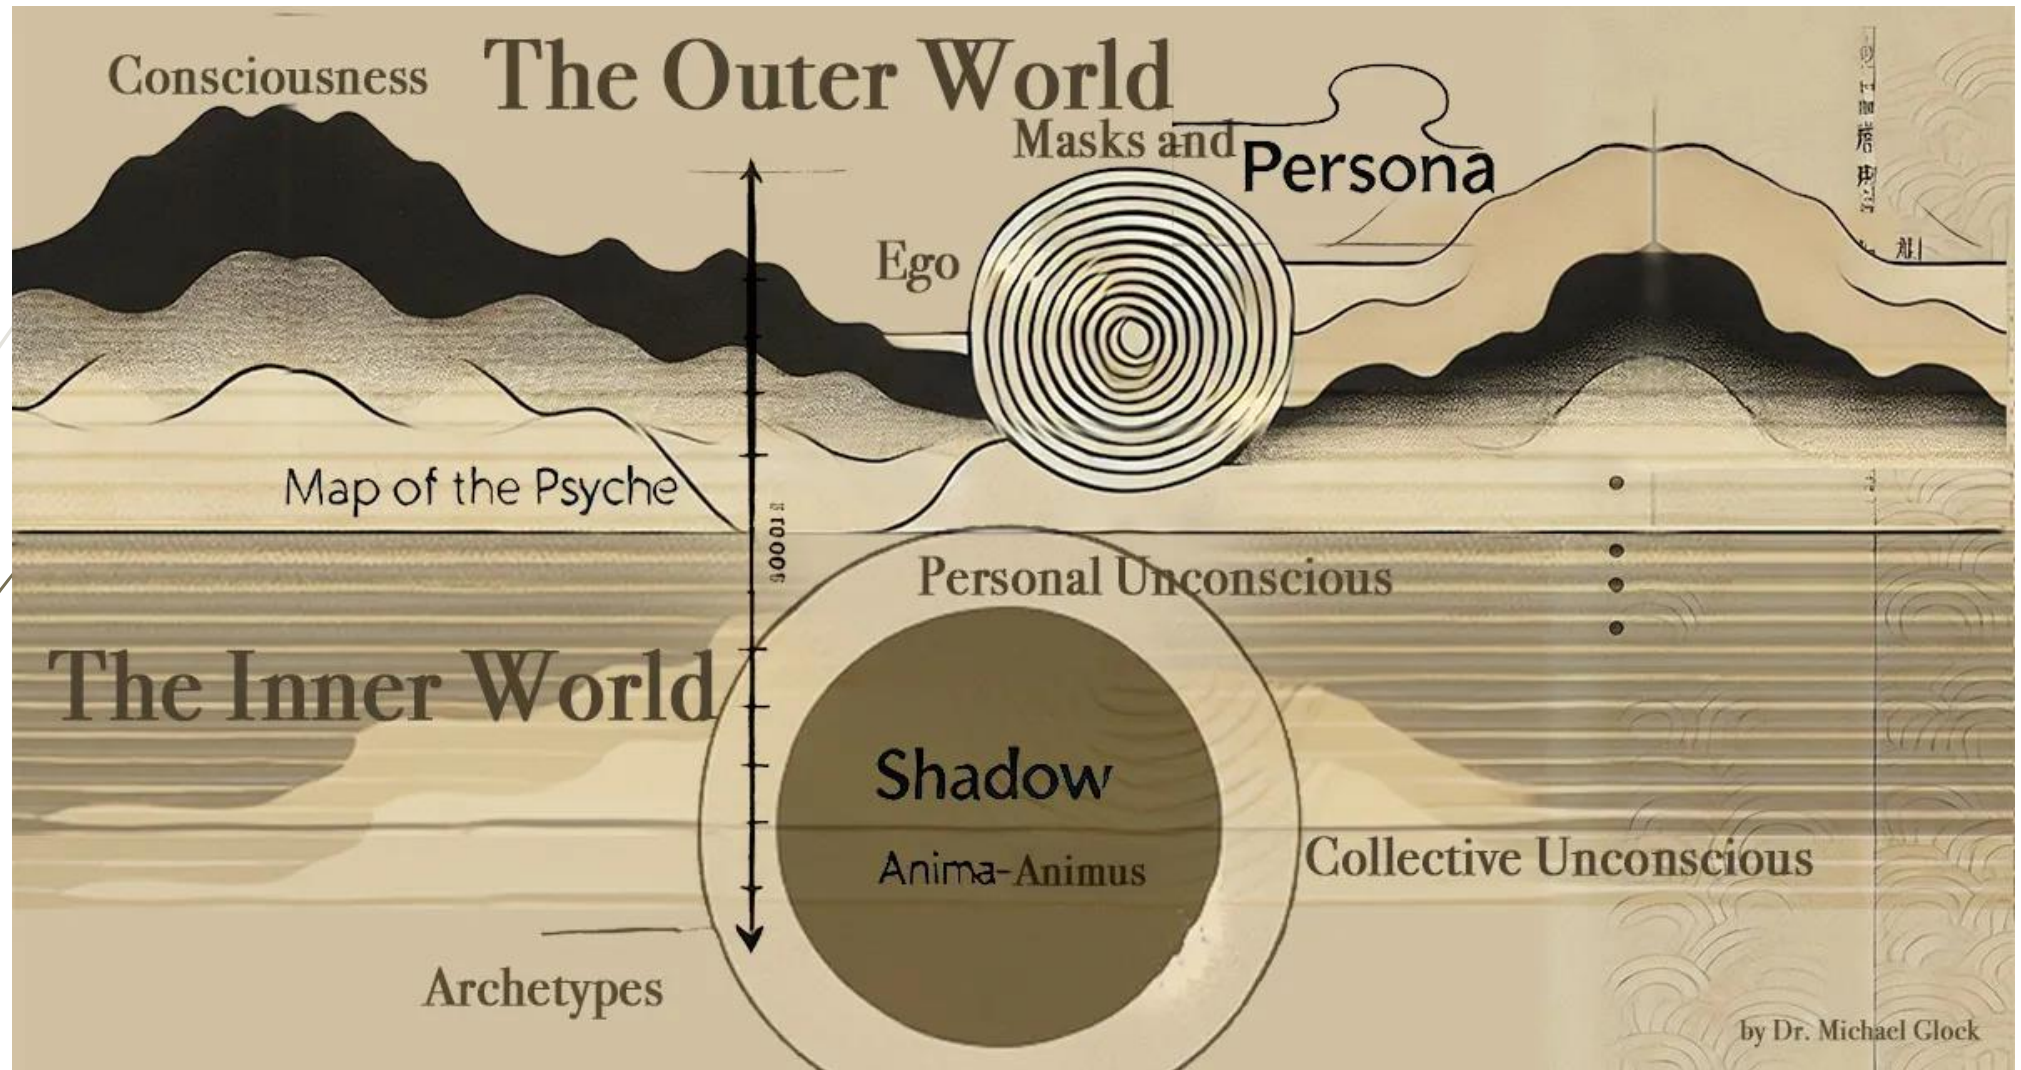 Consciousness
The Outer World
Masks and
Persona
Ego
Map of the Psyche
Personal Unconscious
The Inner World
Shadow
Anima-Animus
Collective Unconscious
Archetypes
by Dr. Michael Glock